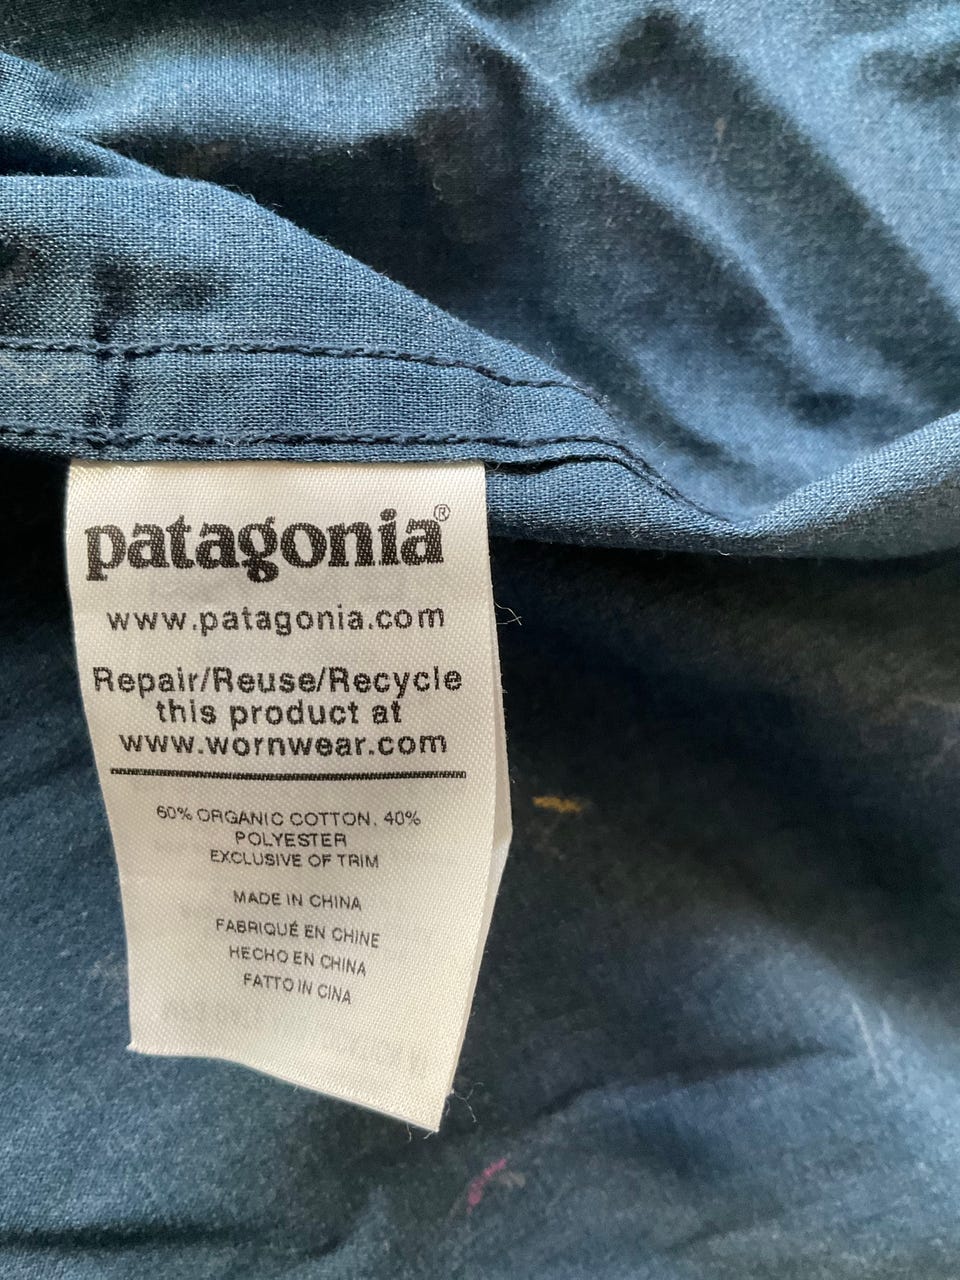 patagonia®
www.patagonia.com
Repair/Reuse/Recycle
this product at
www.wornwear.com
60% ORGANIC COTTON, 40%
POLYESTER
EXCLUSIVE OF TRIM
MADE IN CHINA
FABRIQUÉ EN CHINE
HECHO EN CHINA
FATTO IN CINA